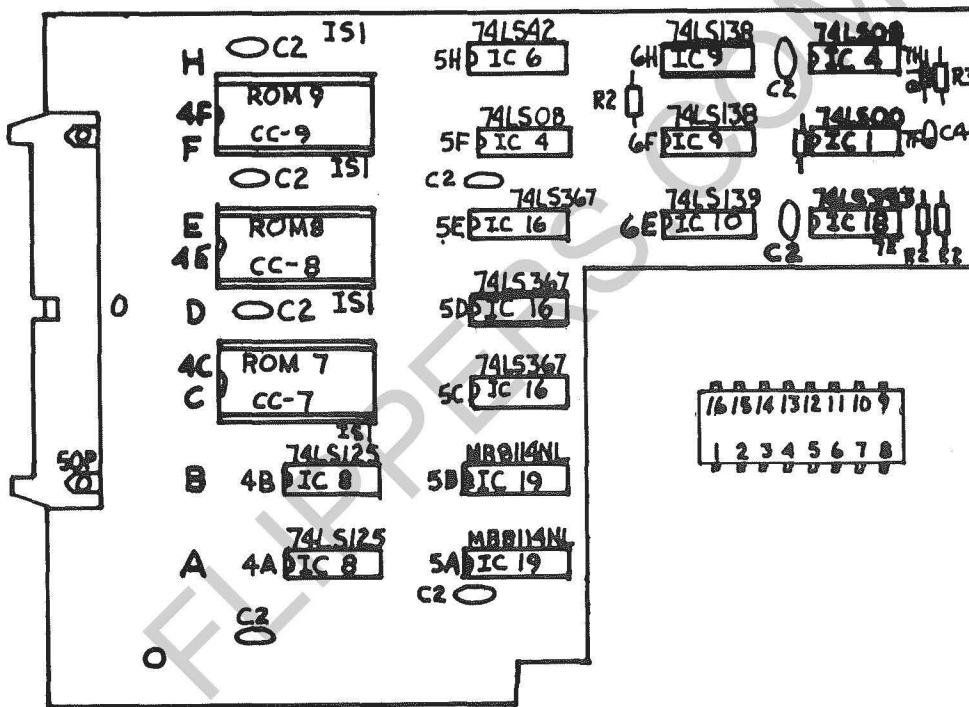 C2 IS1 74LS42 74LS138 74LS08
H 5H IC 6 6H IC 9 IC 4 7H
4F ROM 9 R2 C2
F CC-9 74LS08 74LS138 74LS00
IS1 5F IC 4 6F IC 9 IC 1 7F C4
C2 C2
74LS367 74LS139
E ROM8 5E IC 16 6E IC 10 IC 18
4E CC-8 C2 7E R2 R2
IS1
D C2 74LS367
5D IC 16
4C ROM 7 74LS367
C CC-7 5C IC 16
IS1
16 15 14 13 12 11 10 9
1 2 3 4 5 6 7 8
50P 74LS125 MB8114NL
B 4B IC 8 5B IC 19
74LS125 MB8114NL
A 4A IC 8 5A IC 19
C2
C2
FLIPPERS.COM